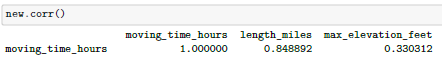 new.corr()
moving_time_hours length_miles max_elevation_feet
moving_time_hours 1.000000 0.848892 0.330312